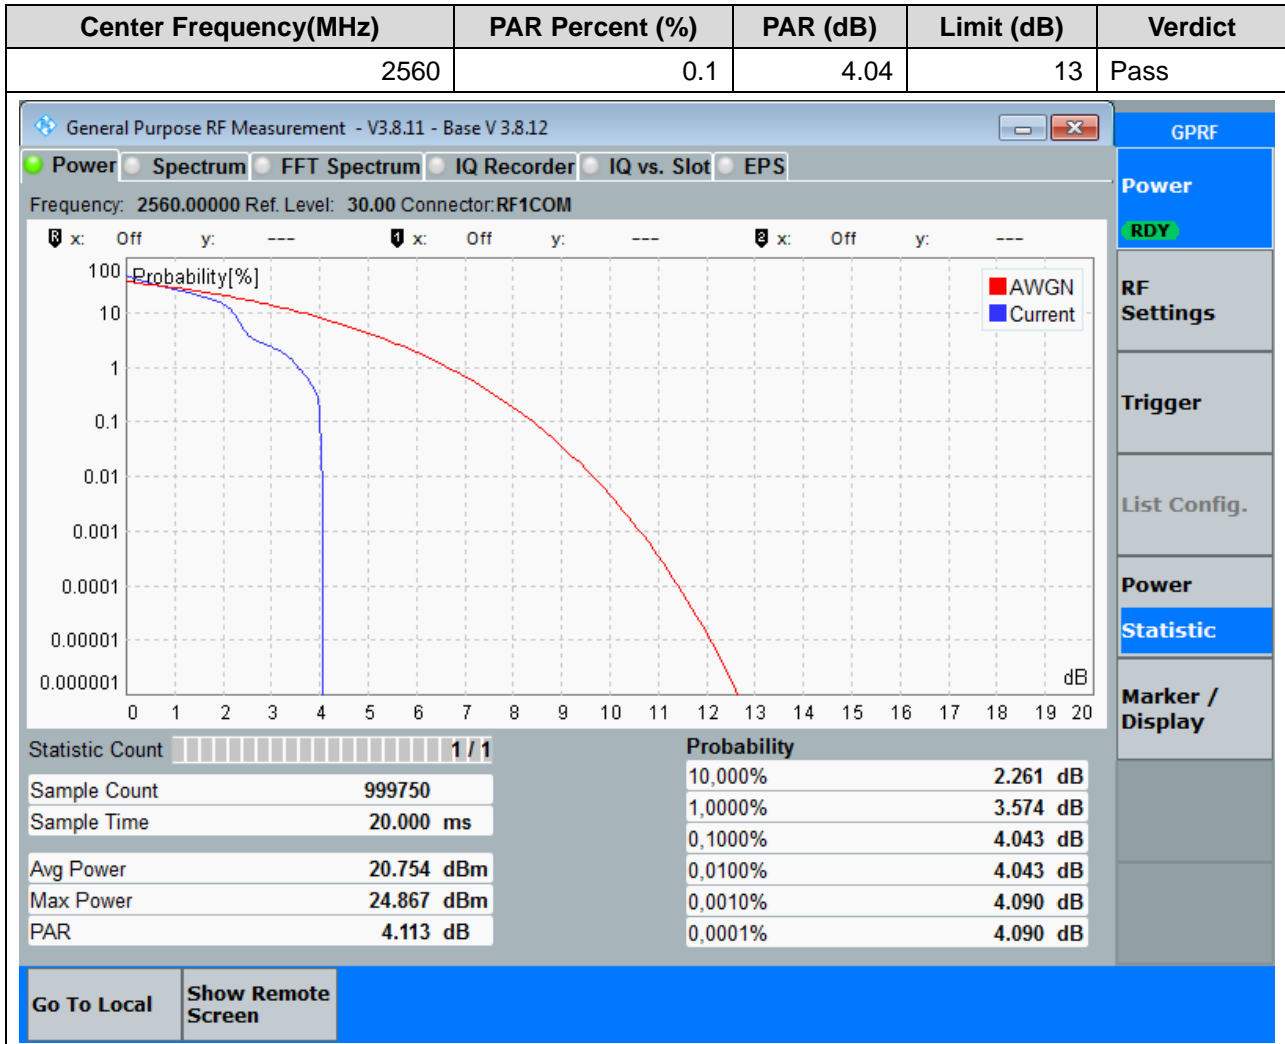 Center Frequency(MHz) PAR Percent (%) PAR (dB) Limit (dB) Verdict
2560 0.1 4.04 13 Pass
General Purpose RF Measurement - V3.8.11 - Base V 3.8.12
GPRF
Power Spectrum FFT Spectrum IQ Recorder IQ vs. Slot EPS
Frequency: 2560.00000 Ref. Level: 30.00 Connector:RF1COM
R x: Off y: --- 1 x: Off y: --- 2 x: Off y: ---
Probability[%]
AWGN
Current
100
10
1
0.1
0.01
0.001
0.0001
0.00001
0.000001
dB
0 1 2 3 4 5 6 7 8 9 10 11 12 13 14 15 16 17 18 19 20
Statistic Count 1 / 1
Sample Count 999750
Sample Time 20.000 ms
Avg Power 20.754 dBm
Max Power 24.867 dBm
PAR 4.113 dB
Probability
10,000% 2.261 dB
1,0000% 3.574 dB
0,1000% 4.043 dB
0,0100% 4.043 dB
0,0010% 4.090 dB
0,0001% 4.090 dB
Power
RDY
RF
Settings
Trigger
List Config.
Power
Statistic
Marker /
Display
Go To Local
Show Remote
Screen